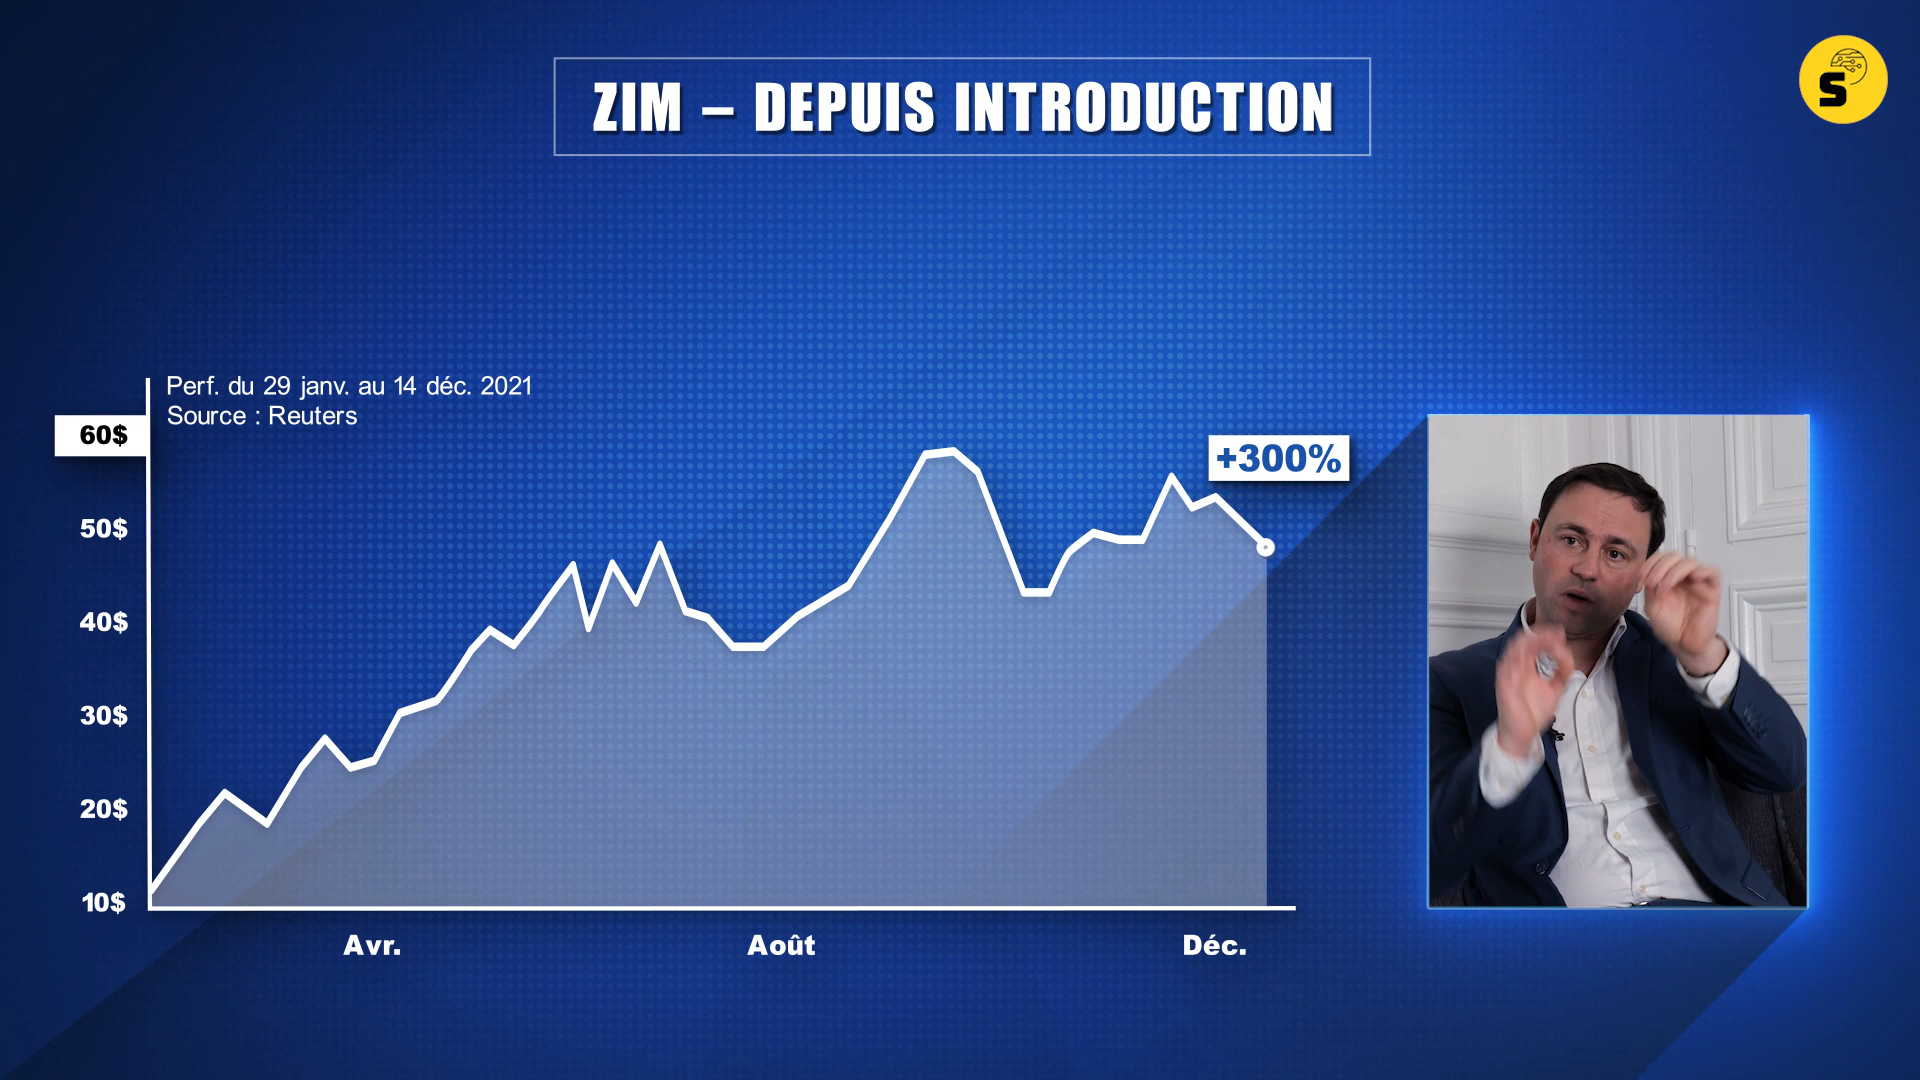 ZIM – DEPUIS INTRODUCTION
S
Perf. du 29 janv. au 14 déc. 2021
Source : Reuters
60$
+300%
50$
40$
30$
20$
10$
Avr.
Août
Déc.